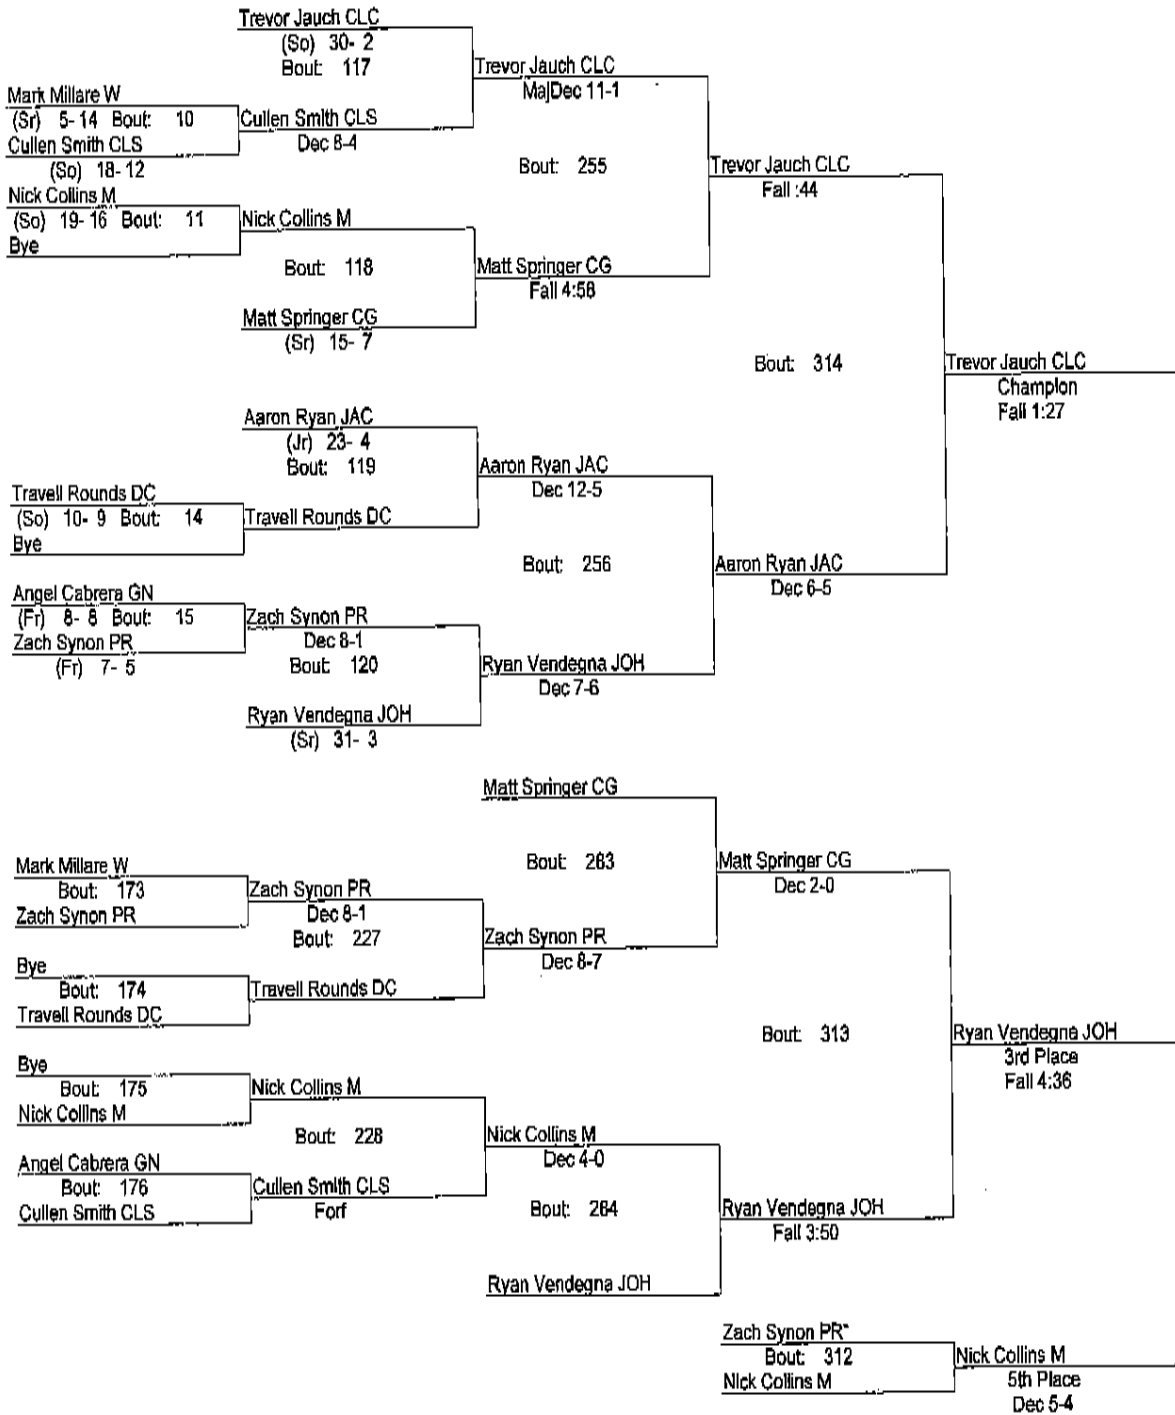 Trevor Jauch CLC
(So) 30- 2
Bout: 117
Trevor Jauch CLC
MajDec 11-1
Mark Millare W
(Sr) 5- 14 Bout: 10
Cullen Smith CLS
Dec 8-4
Cullen Smith CLS
(So) 18- 12
Bout: 255
Trevor Jauch CLC
Fall :44
Nick Collins M
(So) 19- 16 Bout: 11
Nick Collins M
Bye
Bout: 118
Matt Springer CG
Fall 4:58
Matt Springer CG
(Sr) 15- 7
Bout: 314
Trevor Jauch CLC
Champion
Fall 1:27
Aaron Ryan JAC
(Jr) 23- 4
Bout: 119
Aaron Ryan JAC
Dec 12-5
Travell Rounds DC
(So) 10- 9 Bout: 14
Travell Rounds DC
Bye
Bout: 256
Aaron Ryan JAC
Dec 6-5
Angel Cabrera GN
(Fr) 8- 8 Bout: 15
Zach Synon PR
Dec 8-1
Zach Synon PR
(Fr) 7- 5
Bout: 120
Ryan Vendegna JOH
Dec 7-6
Ryan Vendegna JOH
(Sr) 31- 3
Matt Springer CG
Bout: 263
Matt Springer CG
Dec 2-0
Mark Millare W
Bout: 173
Zach Synon PR
Zach Synon PR
Dec 8-1
Bout: 227
Zach Synon PR
Dec 8-7
Bye
Bout: 174
Travell Rounds DC
Travell Rounds DC
Bout: 313
Ryan Vendegna JOH
3rd Place
Fall 4:36
Bye
Bout: 175
Nick Collins M
Nick Collins M
Bout: 228
Nick Collins M
Dec 4-0
Angel Cabrera GN
Bout: 176
Cullen Smith CLS
Cullen Smith CLS
Forf
Bout: 264
Ryan Vendegna JOH
Fall 3:50
Ryan Vendegna JOH
Zach Synon PR*
Bout: 312
Nick Collins M
Nick Collins M
5th Place
Dec 5-4